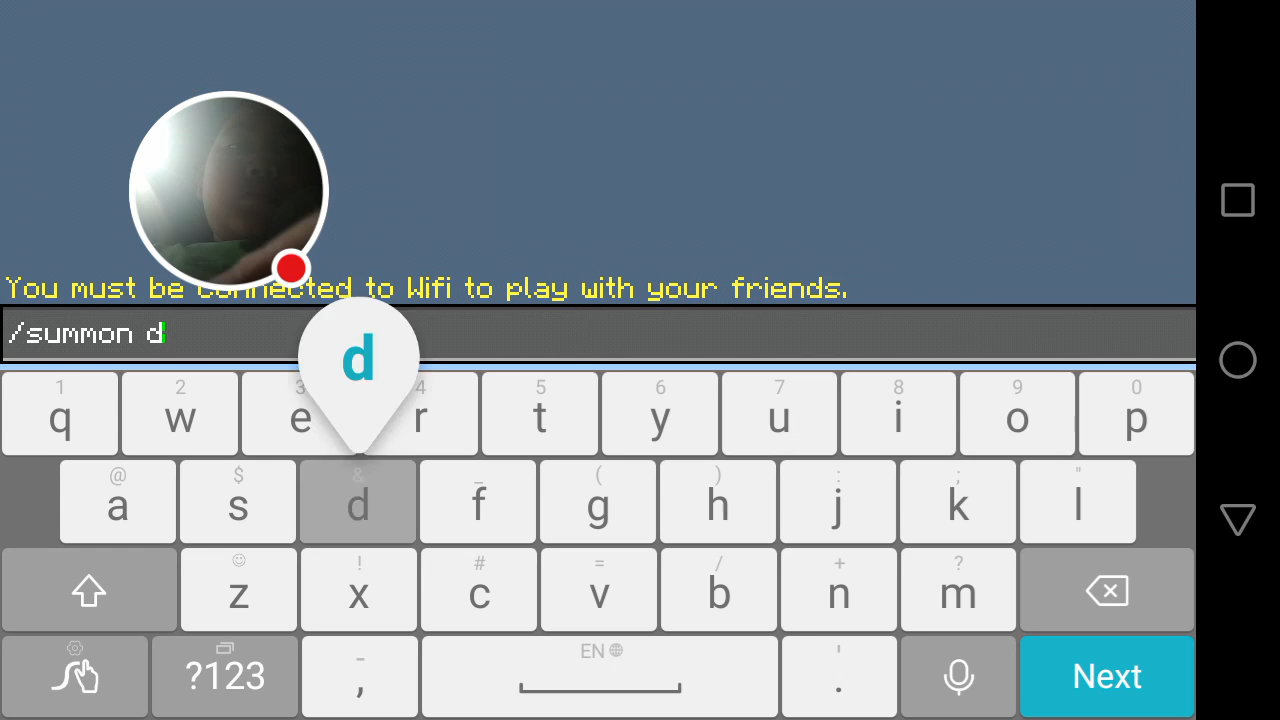 You must be connected to Wifi to play with your friends.
/summon d
d
1 2 3 4 5 6 7 8 9 0
q w e r t y u i o p
@ $ & _ ( ) : ; "
a s d f g h j k l
! # = / + ?
z x c v b n m
- EN '
?123 , . Next